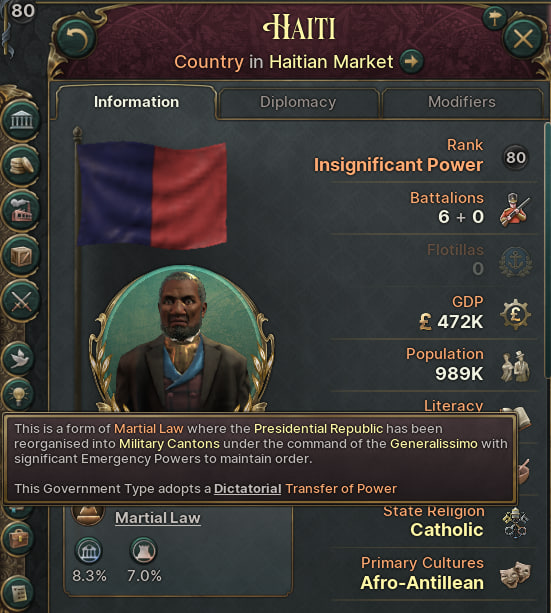 80
HAITI
Country in Haitian Market
Information
Diplomacy
Modifiers
Rank
Insignificant Power
80
Battalions
6 + 0
Flotillas
0
GDP
£ 472K
Population
989K
Literacy
This is a form of Martial Law where the Presidential Republic has been
reorganised into Military Cantons under the command of the Generalissimo with
significant Emergency Powers to maintain order.
This Government Type adopts a Dictatorial Transfer of Power
Martial Law
8.3%
7.0%
State Religion
Catholic
Primary Cultures
Afro-Antillean